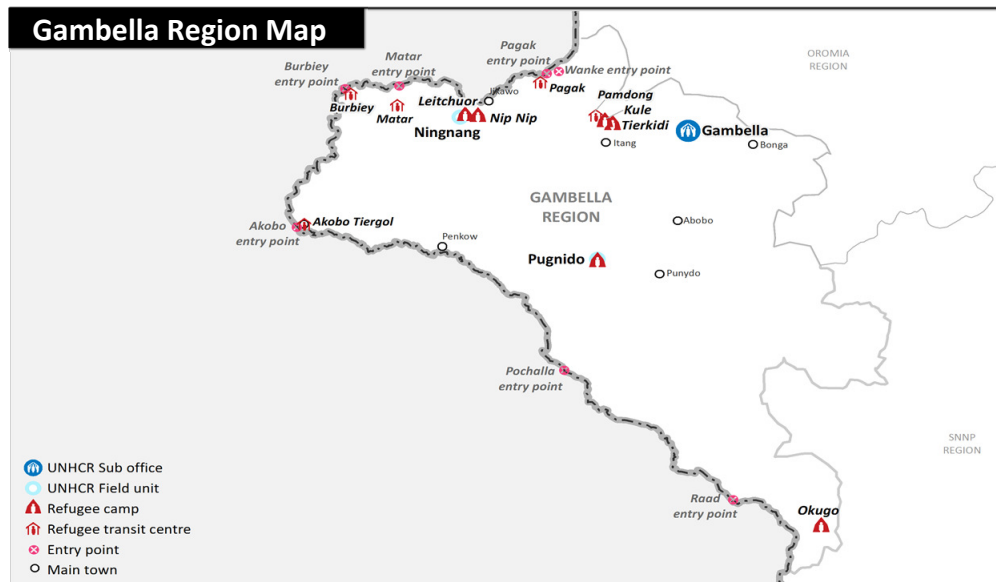 Gambella Region Map
Pagak
entry point
Matar
entry point
Burbiey
entry point
Wanke entry point
OROMIA
REGION
Burbiey
Matar
Leitchuor
Pagak
Pamdong
Kule
Tierkidi
Nip Nip
Ningnang
Gambella
Itang
Bonga
GAMBELLA
REGION
Akobo
entry point
Akobo Tiergol
Penkow
Abobo
Pugnido
Punydo
Pochalla
entry point
SNNP
REGION
Raad
entry point
Okugo
UNHCR Sub office
UNHCR Field unit
Refugee camp
Refugee transit centre
Entry point
Main town